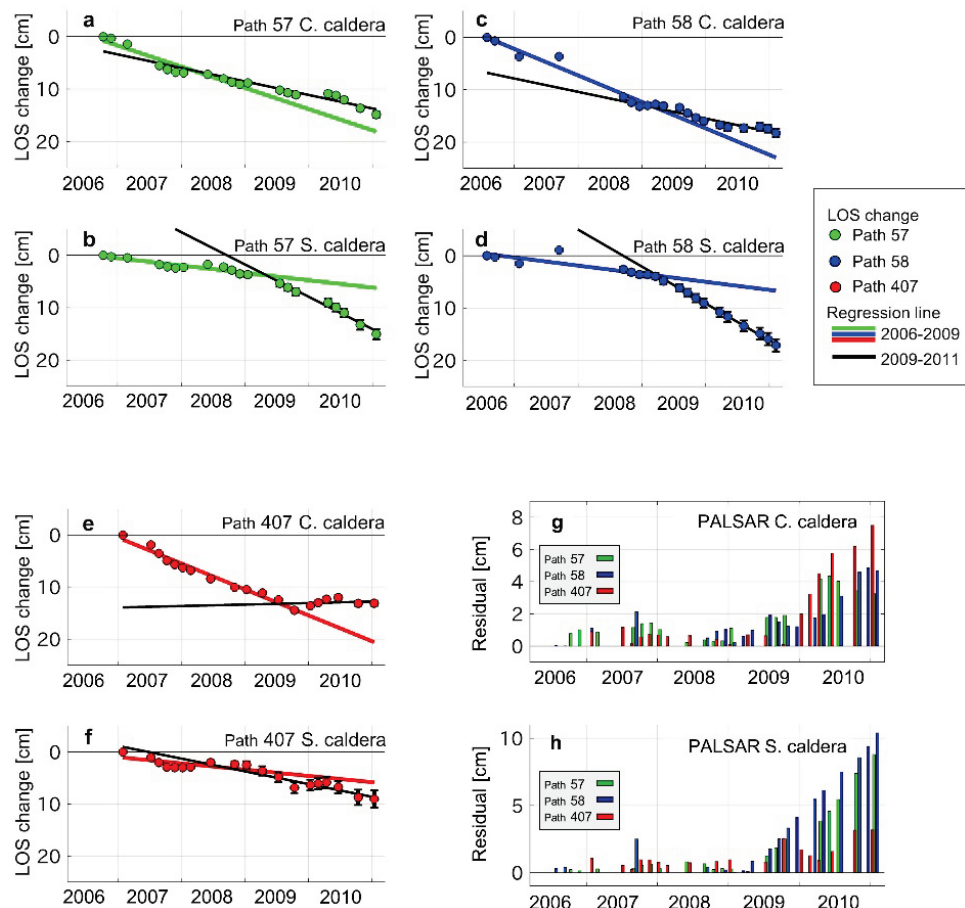 a Path 57 C. caldera
LOS change [cm]
0
10
20
2006 2007 2008 2009 2010
c Path 58 C. caldera
LOS change [cm]
0
10
20
2006 2007 2008 2009 2010
b Path 57 S. caldera
LOS change [cm]
0
10
20
2006 2007 2008 2009 2010
d Path 58 S. caldera
LOS change [cm]
0
10
20
2006 2007 2008 2009 2010
LOS change
Path 57
Path 58
Path 407
Regression line
2006-2009
2009-2011
e Path 407 C. caldera
LOS change [cm]
0
10
20
2006 2007 2008 2009 2010
f Path 407 S. caldera
LOS change [cm]
0
10
20
2006 2007 2008 2009 2010
g PALSAR C. caldera
Residual [cm]
8
6
4
2
0
Path 57
Path 58
Path 407
2006 2007 2008 2009 2010
h PALSAR S. caldera
Residual [cm]
10
5
0
Path 57
Path 58
Path 407
2006 2007 2008 2009 2010